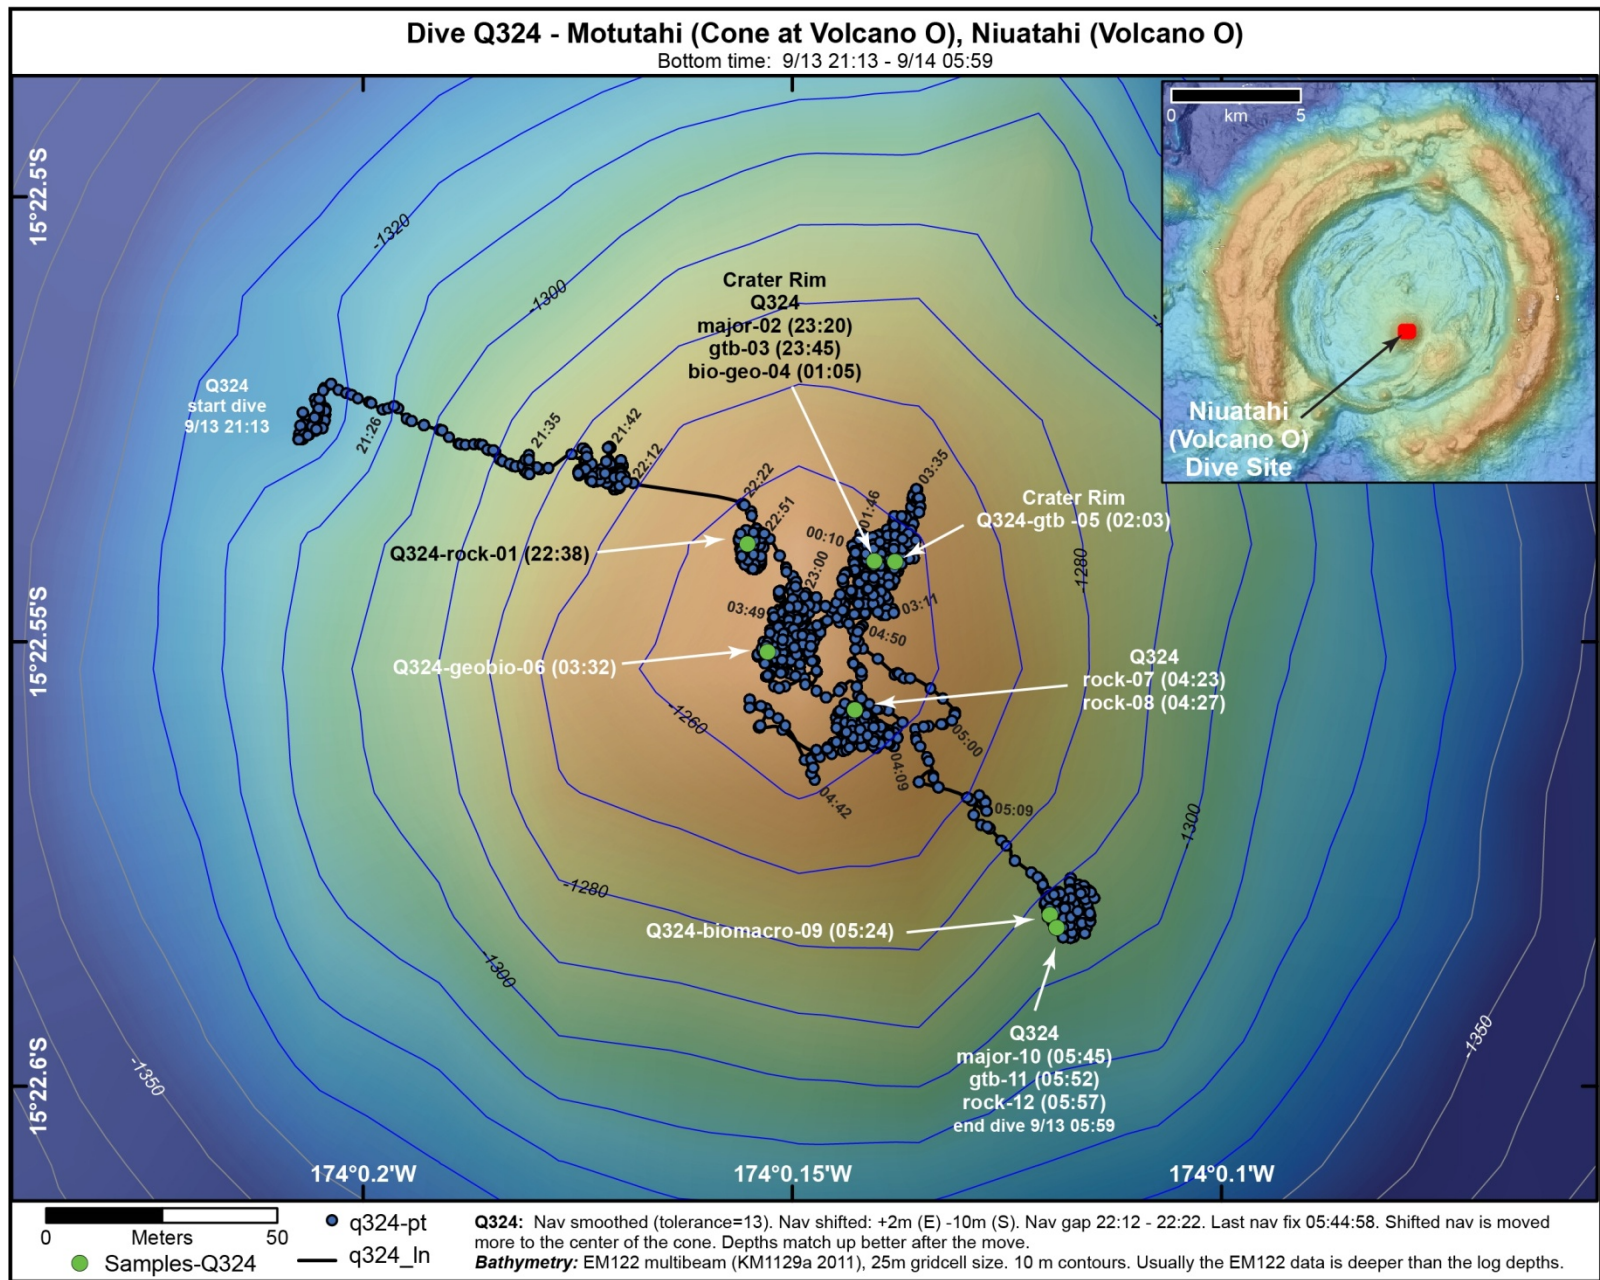 Dive Q324 - Motutahi (Cone at Volcano O), Niuatahi (Volcano O)
Bottom time: 9/13 21:13 - 9/14 05:59
0 km 5
Niuatahi
(Volcano O)
Dive Site
15°22.5'S
15°22.55'S
15°22.6'S
-1320
-1300
Crater Rim
Q324
major-02 (23:20)
gtb-03 (23:45)
bio-geo-04 (01:05)
Q324
start dive
9/13 21:13
21:26
21:35
21:42
22:12
22:22
22:51
03:35
01:46
00:10
Crater Rim
Q324-gtb -05 (02:03)
Q324-rock-01 (22:38)
23:00
-1280
03:49
03:11
04:50
Q324-geobio-06 (03:32)
Q324
rock-07 (04:23)
rock-08 (04:27)
-1260
05:00
04:09
04:42
05:09
-1300
-1280
Q324-biomacro-09 (05:24)
-1300
Q324
major-10 (05:45)
gtb-11 (05:52)
rock-12 (05:57)
end dive 9/13 05:59
-1350
-1350
174°0.2'W
174°0.15'W
174°0.1'W
0 Meters 50
Samples-Q324
q324-pt
q324_ln
Q324: Nav smoothed (tolerance=13). Nav shifted: +2m (E) -10m (S). Nav gap 22:12 - 22:22. Last nav fix 05:44:58. Shifted nav is moved
more to the center of the cone. Depths match up better after the move.
Bathymetry: EM122 multibeam (KM1129a 2011), 25m gridcell size. 10 m contours. Usually the EM122 data is deeper than the log depths.